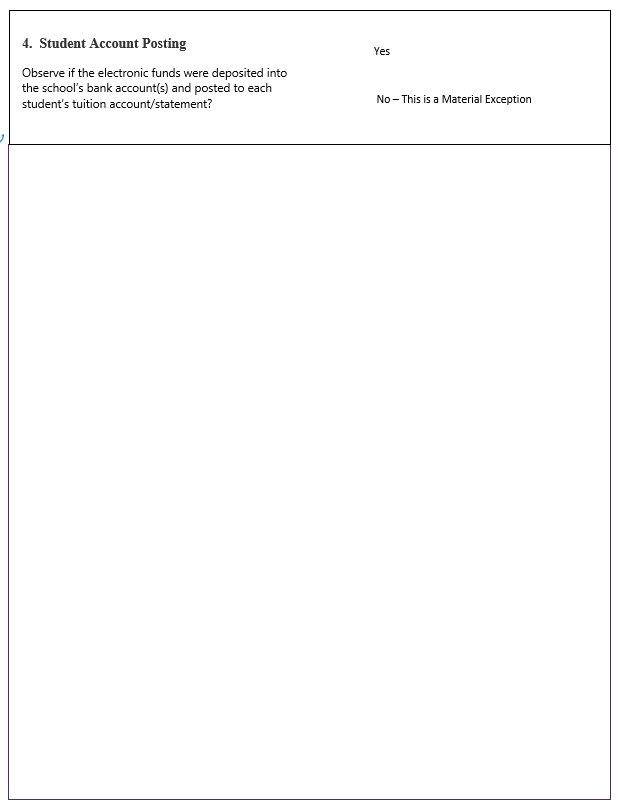 4. Student Account Posting
Observe if the electronic funds were deposited into
the school's bank account(s) and posted to each
student's tuition account/statement?
Yes
No – This is a Material Exception